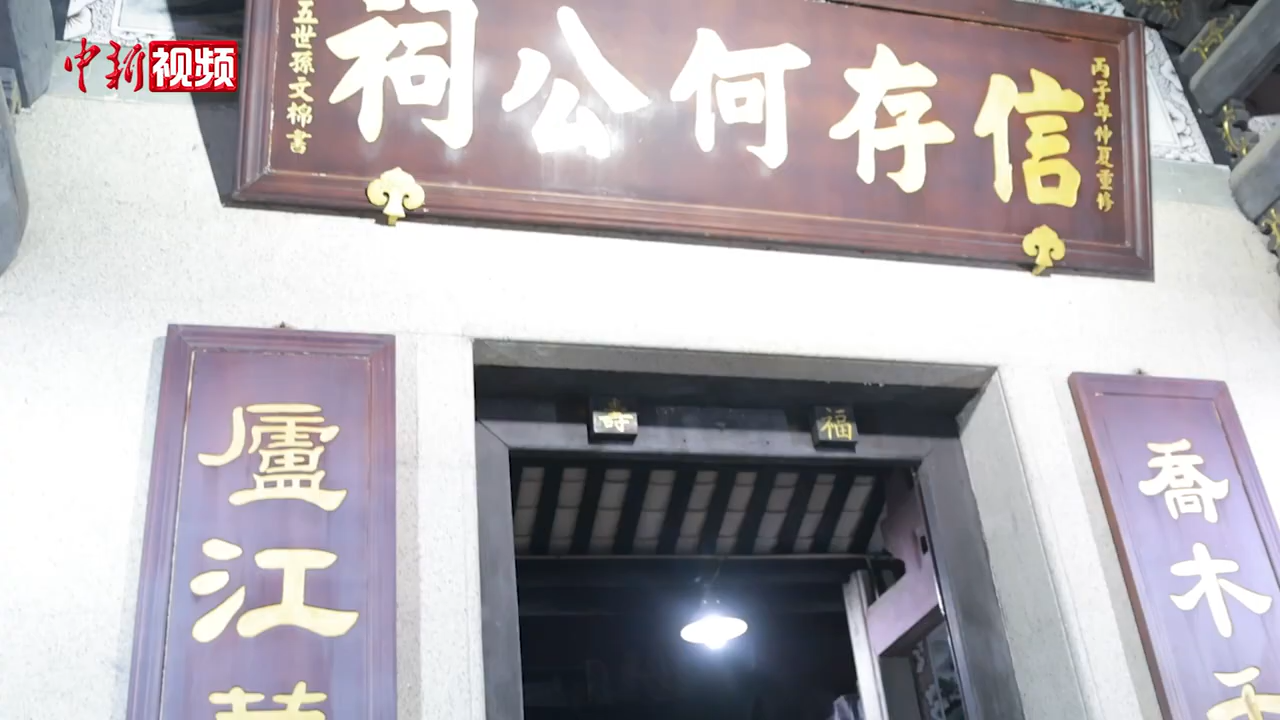 中新视频
信存何公祠
丙子年仲夏重修
五世孫文棉書
福
壽
喬木
廬江